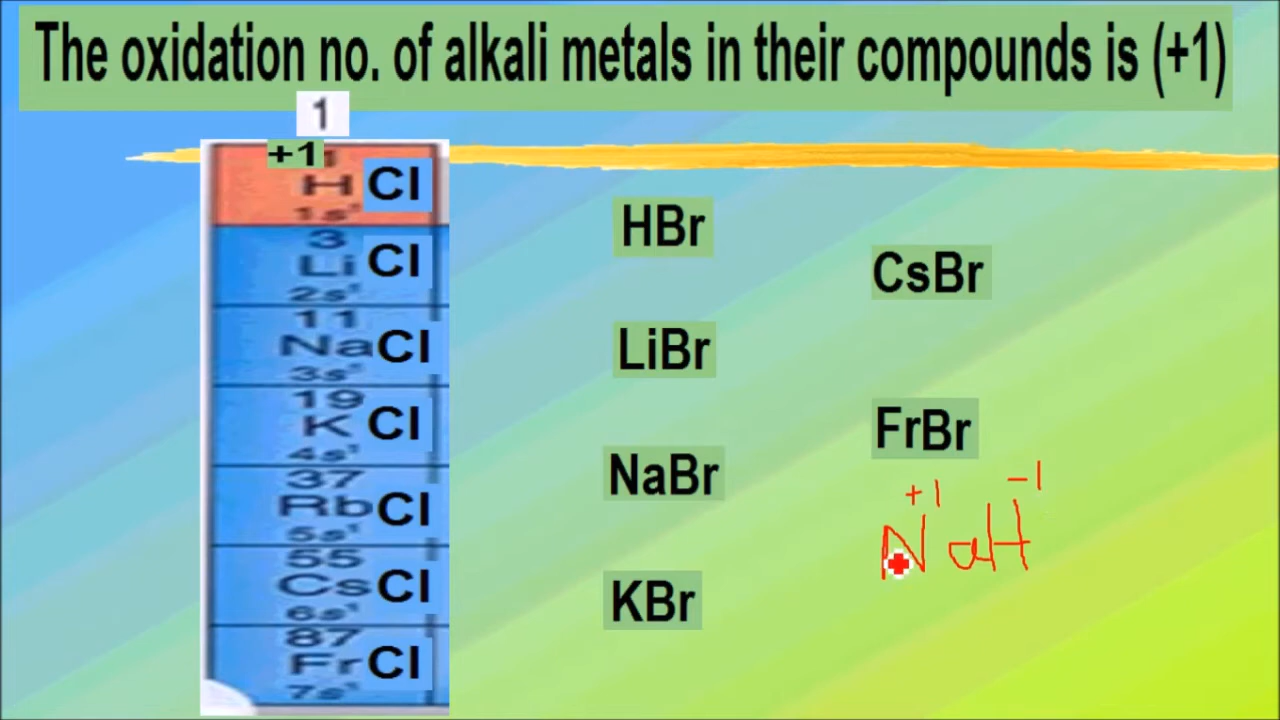 The oxidation no. of alkali metals in their compounds is (+1)
1
+1
H Cl
1s¹
3
Li Cl
2s¹
11
Na Cl
3s¹
19
K Cl
4s¹
37
Rb Cl
5s¹
55
Cs Cl
6s¹
87
Fr Cl
7s¹
HBr
LiBr
NaBr
KBr
CsBr
FrBr
+1 -1
NaH